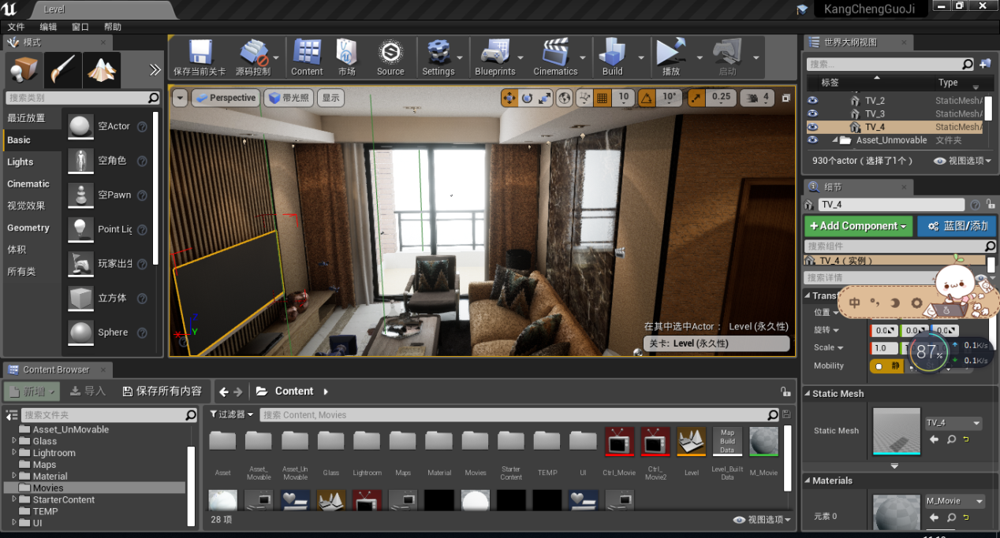 Level
KangChengGuoJi
文件 编辑 窗口 帮助
模式
保存当前关卡 源码控制 Content 市场 Source Settings Blueprints Cinematics Build 播放 启动
搜索类别
最近放置
Basic
Lights
Cinematic
视觉效果
Geometry
体积
所有类
空Actor
空角色
空Pawn
Point Lig
玩家出生
立方体
Sphere
Perspective 带光照 显示
10 10° 0.25 4
在其中选中Actor： Level (永久性)
关卡: Level (永久性)
世界大纲视图
搜索...
标签 Type
TV_2 StaticMeshA
TV_3 StaticMeshA
TV_4 StaticMeshA
Asset_Unmovable 文件夹
930个actor（选择了1个） 视图选项
细节
TV_4
+Add Component 蓝图/添加
搜索组件
TV_4（实例）
搜索详情
Transf
位置
旋转 0.0 0.0 0.0
Scale 1.0
Mobility 静
中
87%
0.1K/s
0.1K/s
Static Mesh
Static Mesh TV_4
Materials
元素 0 M_Movie
Content Browser
新增 导入 保存所有内容 Content
搜索文件夹
Asset_UnMovable
Glass
Lightroom
Maps
Material
Movies
StarterContent
TEMP
UI
过滤器 搜索 Content, Movies
Map
Build
Data
Asset Asset_Movable Asset_UnMovable Glass Lightroom Maps Material Movies Starter Content TEMP UI Ctrl_Movie Ctrl_Movie2 Level Level_BuiltData M_Movie
28 项 视图选项